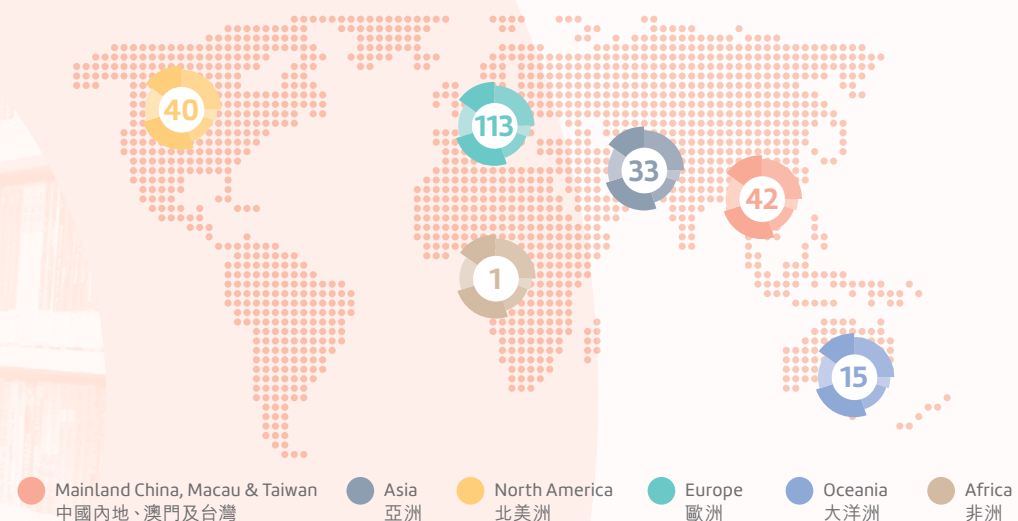 40
113
33
42
1
15
Mainland China, Macau & Taiwan
中國內地、澳門及台灣
Asia
亞洲
North America
北美洲
Europe
歐洲
Oceania
大洋洲
Africa
非洲